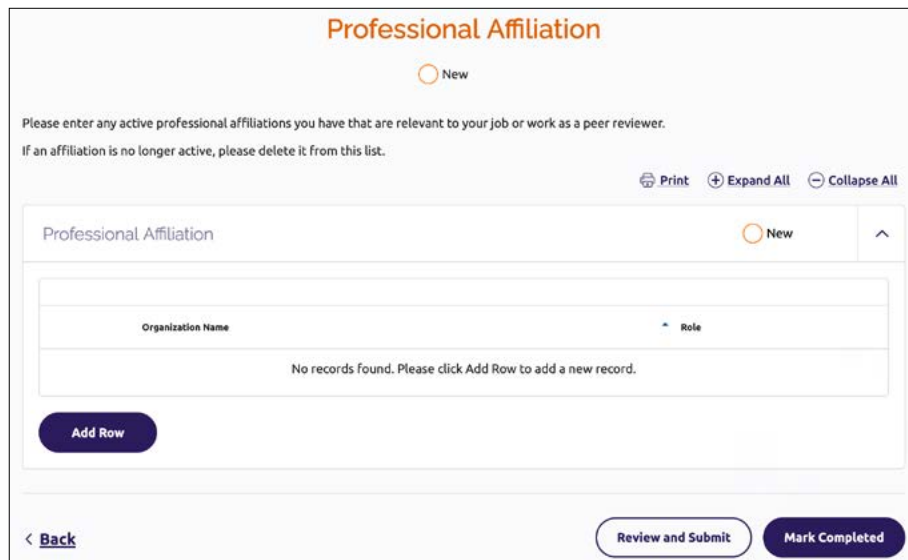 Professional Affiliation
New
Please enter any active professional affiliations you have that are relevant to your job or work as a peer reviewer.
If an affiliation is no longer active, please delete it from this list.
Print Expand All Collapse All
Professional Affiliation New
Organization Name Role
No records found. Please click Add Row to add a new record.
Add Row
Back Review and Submit Mark Completed